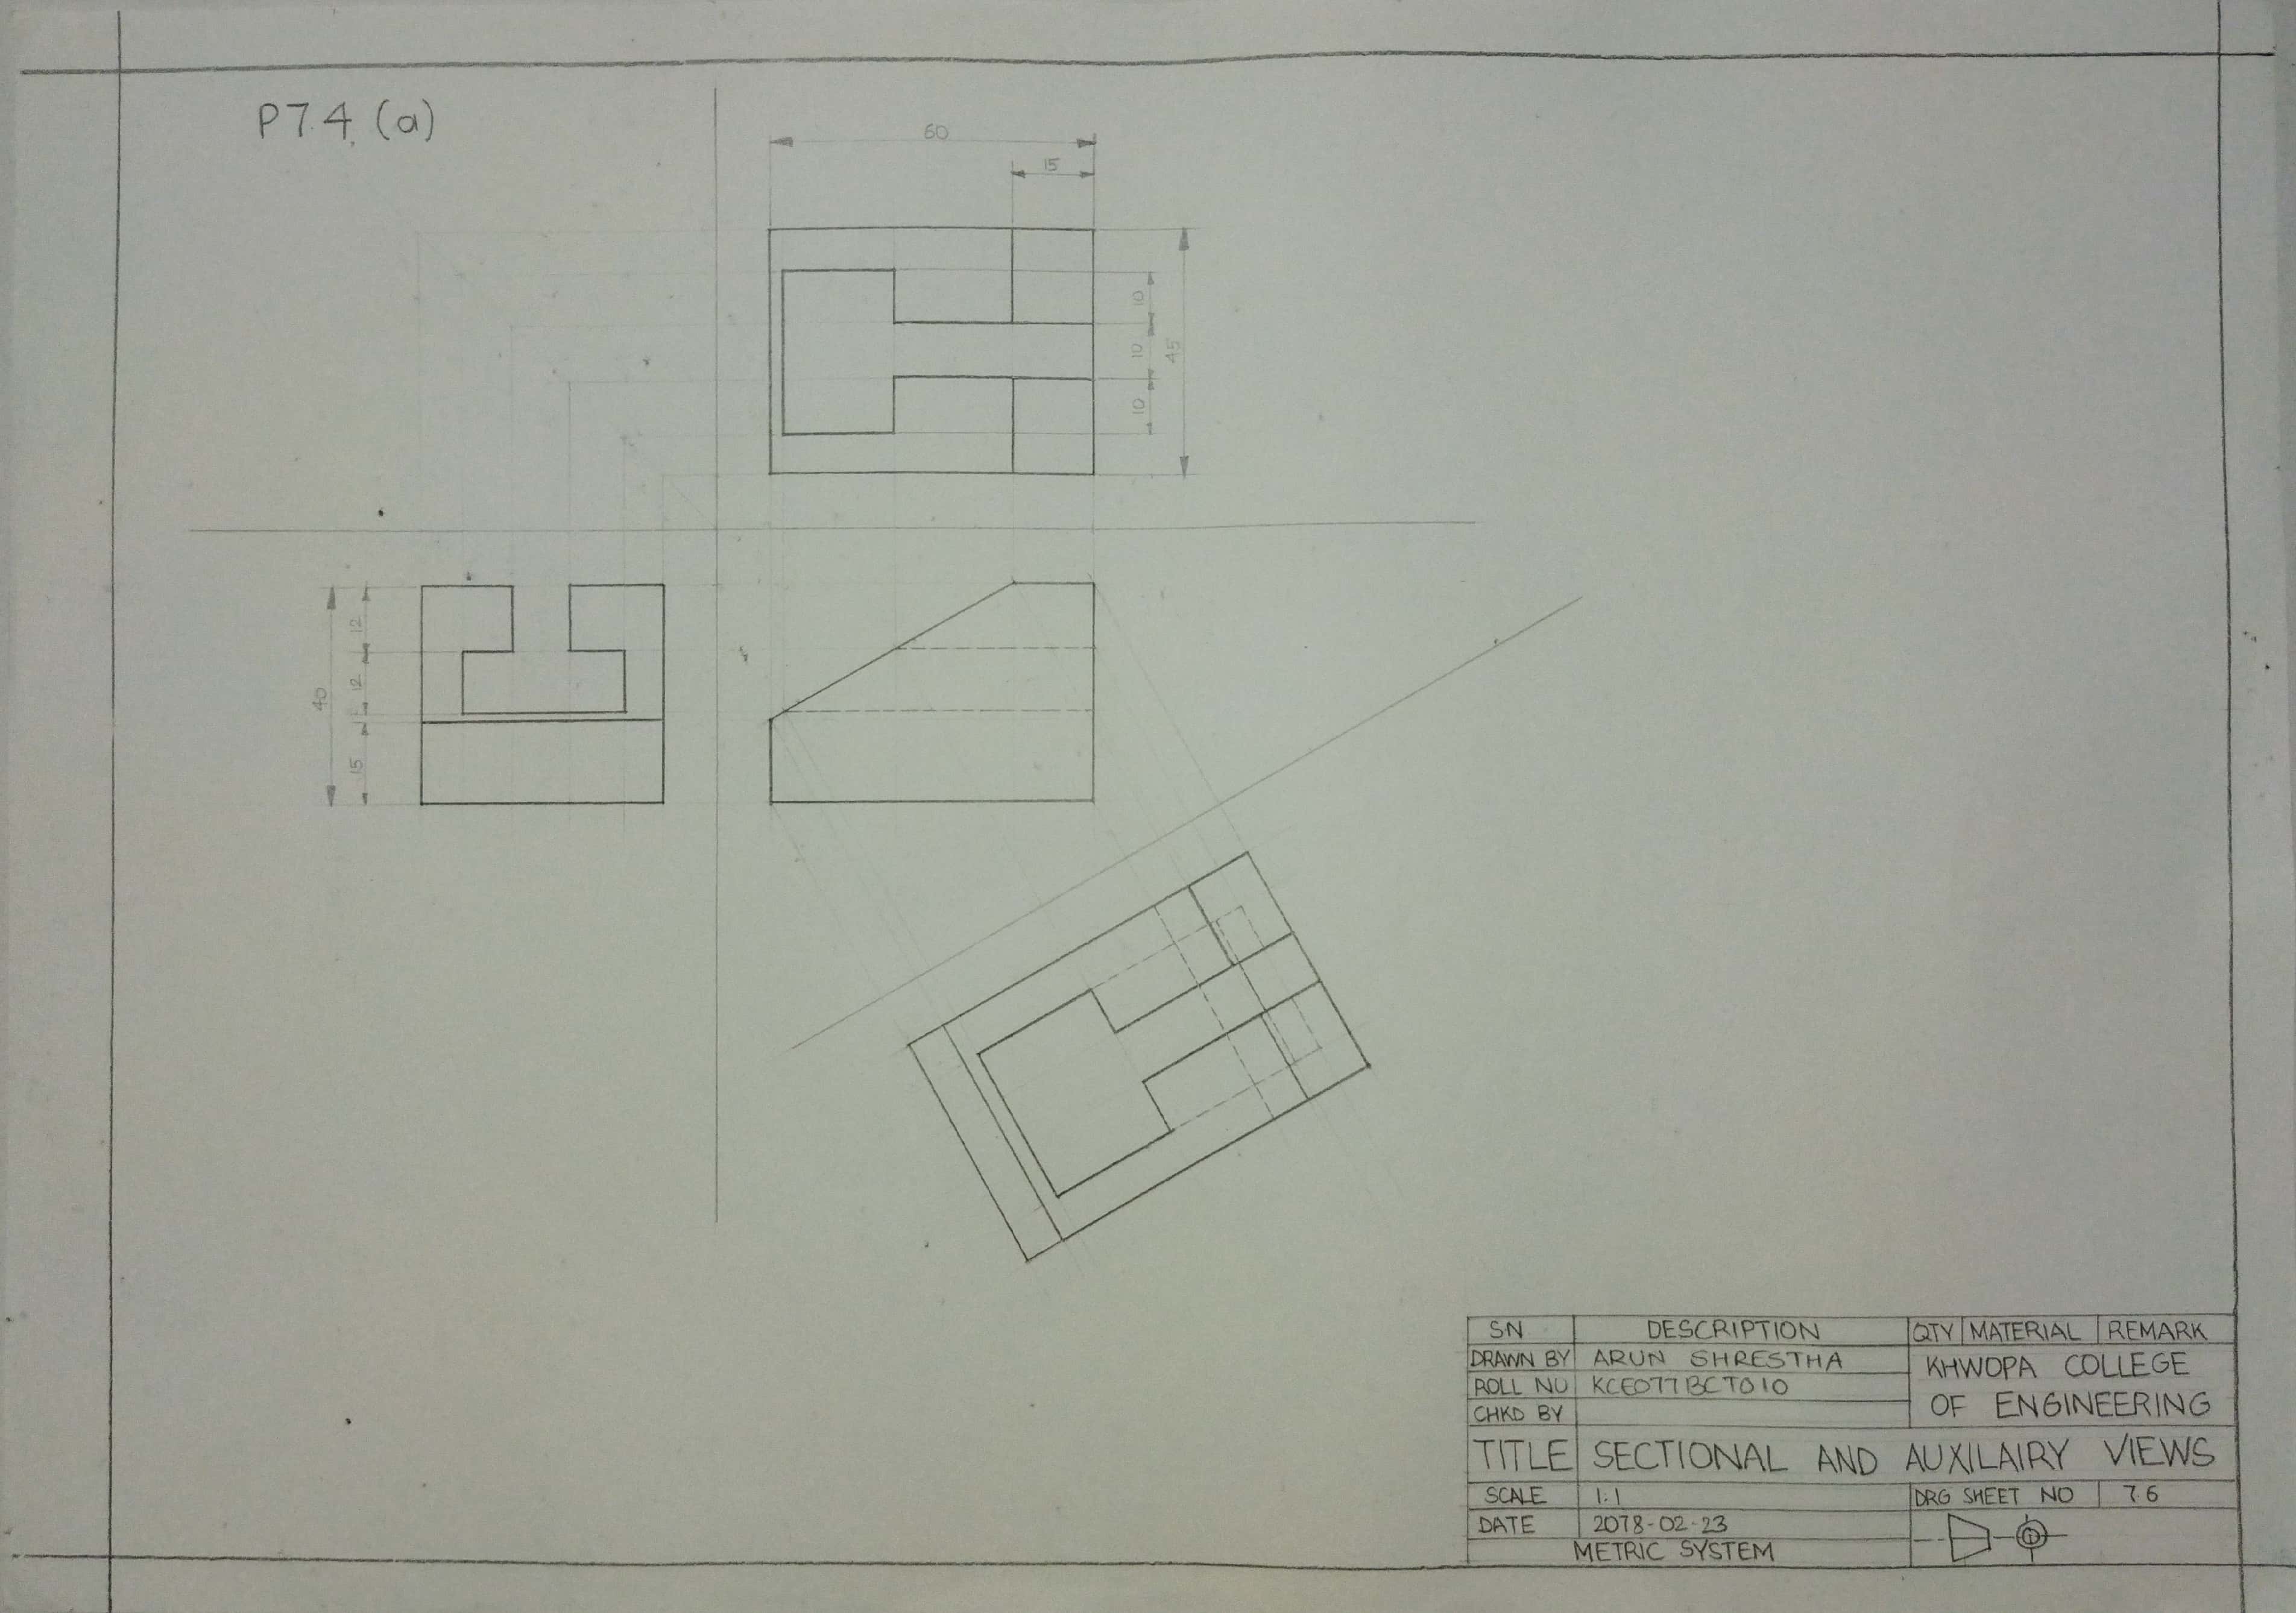 P7.4 (a)
60
15
10
10
45
10
12
12
40
15
SN DESCRIPTION QTY MATERIAL REMARK
DRAWN BY ARUN SHRESTHA
KHWOPA COLLEGE
ROLL NO KCE077BCT010
OF ENGINEERING
CHKD BY
TITLE SECTIONAL AND AUXILAIRY VIEWS
SCALE 1:1 DRG SHEET NO 7.6
DATE 2078-02-23
METRIC SYSTEM